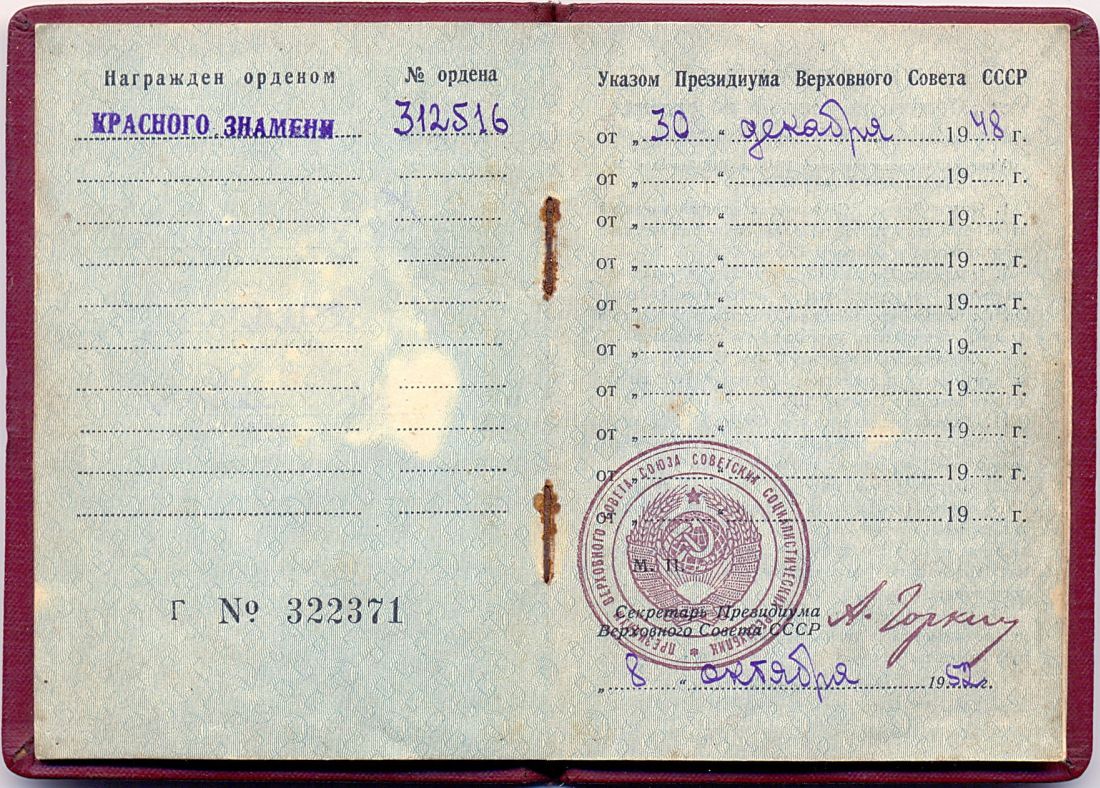 Награжден орденом № ордена
КРАСНОГО ЗНАМЕНИ 312516
Г № 322371
Указом Президиума Верховного Совета СССР
от „30“ декабря 1948 г.
от „ “ 19 г.
от „ “ 19 г.
от „ “ 19 г.
от „ “ 19 г.
от „ “ 19 г.
от „ “ 19 г.
от „ “ 19 г.
от „ “ 19 г.
от „ “ 19 г.
ПРЕЗИДИУМ ВЕРХОВНОГО СОВЕТА СОЮЗА СОВЕТСКИХ СОЦИАЛИСТИЧЕСКИХ РЕСПУБЛИК
М. П.
Секретарь Президиума
Верховного Совета СССР
А. Горкин
„8“ октября 1952 г.